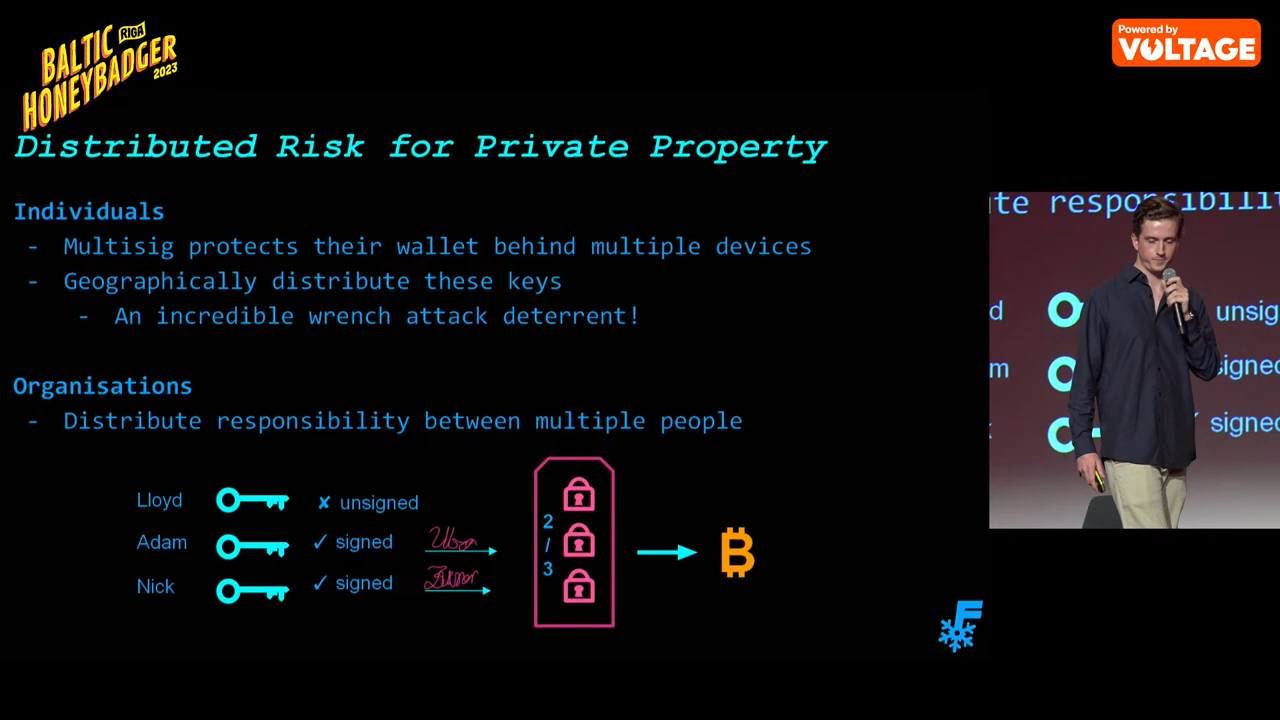 BALTIC RIGA
HONEYBADGER
2023
Powered by
VOLTAGE
Distributed Risk for Private Property
Individuals
- Multisig protects their wallet behind multiple devices
- Geographically distribute these keys
- An incredible wrench attack deterrent!
Organisations
- Distribute responsibility between multiple people
Lloyd ✘ unsigned
Adam ✓ signed
Nick ✓ signed
2
/
3
F
te responsibilit
d unsig
m signe
k signed